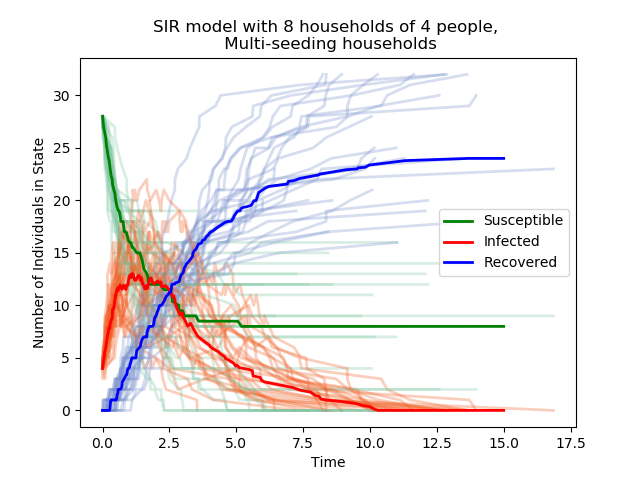 SIR model with 8 households of 4 people,
Multi-seeding households
Number of Individuals in State
30
25
20
15
10
5
0
Susceptible
Infected
Recovered
0.0 2.5 5.0 7.5 10.0 12.5 15.0 17.5
Time